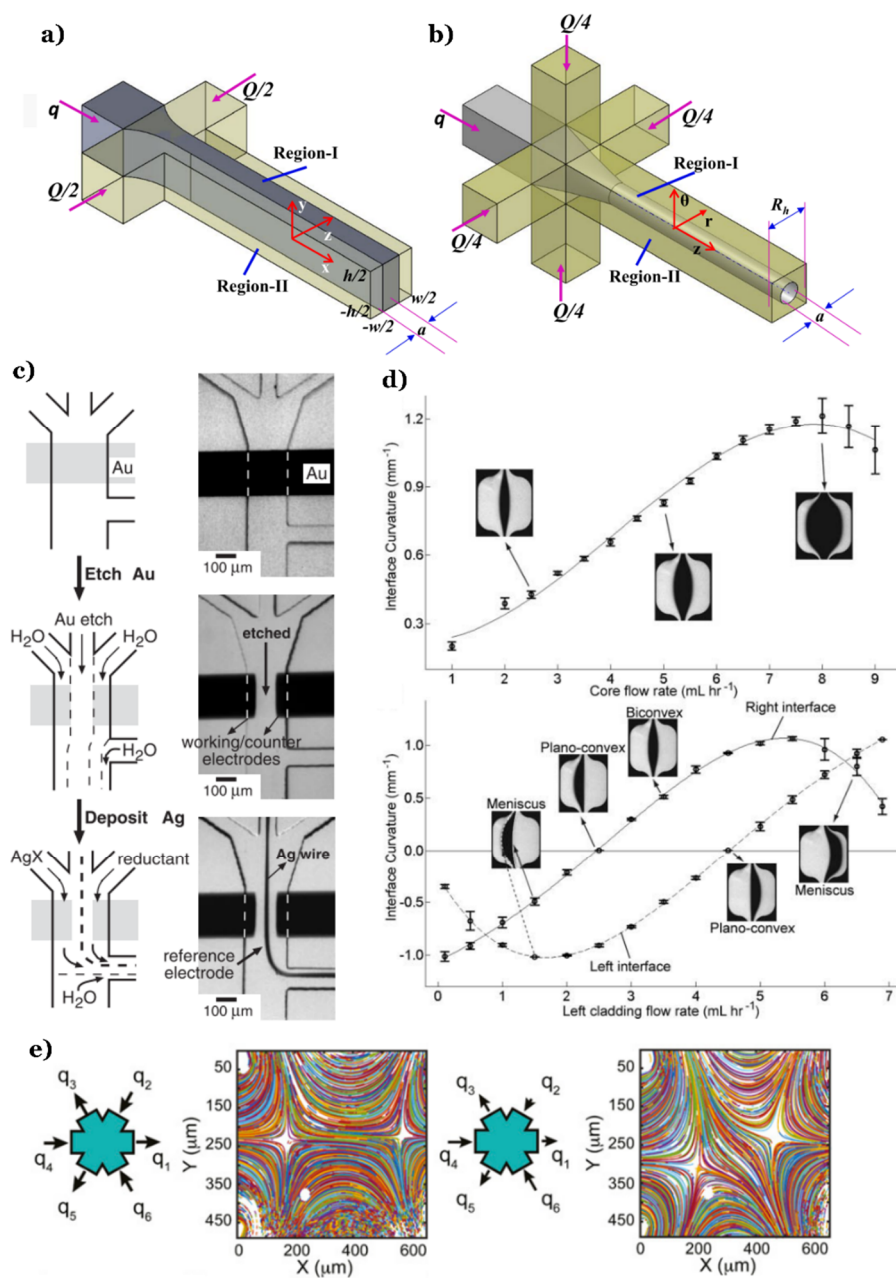 a)
q
Q/2
Q/2
Region-I
Region-II
y
z
x
h/2
-h/2
-w/2
w/2
a
b)
Q/4
q
Q/4
Q/4
Q/4
Region-I
Region-II
θ
r
z
R_h
a
c)
Au
Au
100 µm
Etch Au
Au etch
H₂O
H₂O
H₂O
etched
working/counter
electrodes
100 µm
Deposit Ag
AgX
reductant
H₂O
Ag wire
reference
electrode
100 µm
d)
Interface Curvature (mm⁻¹)
1.2
0.9
0.6
0.3
1 2 3 4 5 6 7 8 9
Core flow rate (mL hr⁻¹)
Interface Curvature (mm⁻¹)
1.0
0.5
0.0
-0.5
-1.0
Biconvex
Right interface
Plano-convex
Meniscus
Meniscus
Plano-convex
Left interface
0 1 2 3 4 5 6 7
Left cladding flow rate (mL hr⁻¹)
e)
q₃
q₂
q₄
q₁
q₅
q₆
Y (µm)
50
150
250
350
450
0 200 400 600
X (µm)
q₃
q₂
q₄
q₁
q₅
q₆
Y (µm)
50
150
250
350
450
0 200 400 600
X (µm)